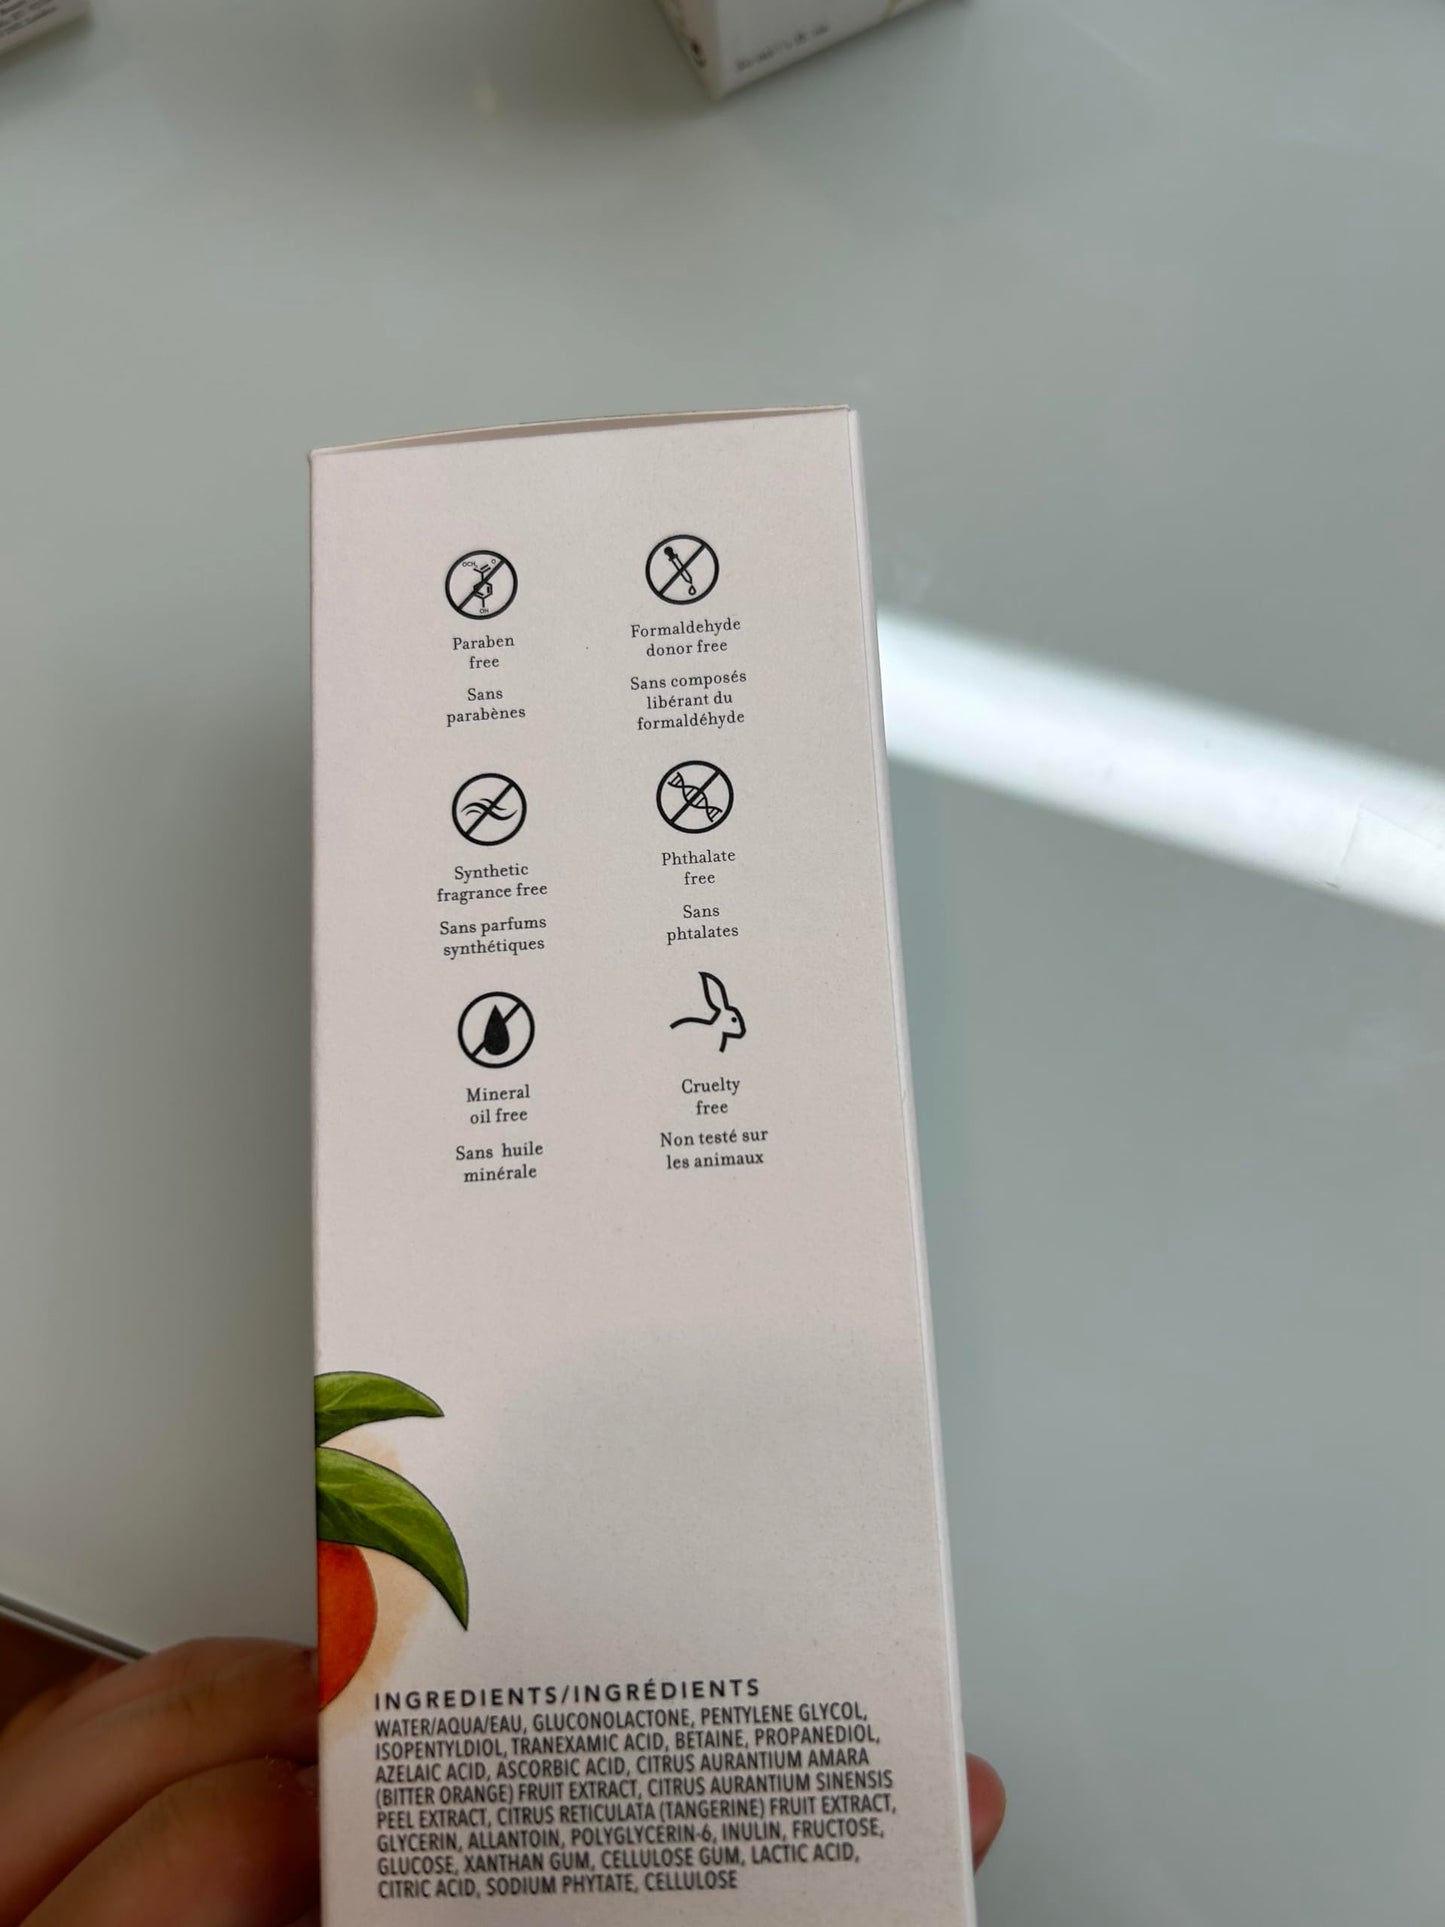 Paraben
free
Sans
parabènes
Formaldehyde
donor free
Sans composés
libérant du
formaldéhyde
Synthetic
fragrance free
Sans parfums
synthétiques
Phthalate
free
Sans
phtalates
Mineral
oil free
Sans huile
minérale
Cruelty
free
Non testé sur
les animaux
INGREDIENTS/INGRÉDIENTS
WATER/AQUA/EAU, GLUCONOLACTONE, PENTYLENE GLYCOL,
ISOPENTYLDIOL, TRANEXAMIC ACID, BETAINE, PROPANEDIOL,
AZELAIC ACID, ASCORBIC ACID, CITRUS AURANTIUM AMARA
(BITTER ORANGE) FRUIT EXTRACT, CITRUS AURANTIUM SINENSIS
PEEL EXTRACT, CITRUS RETICULATA (TANGERINE) FRUIT EXTRACT,
GLYCERIN, ALLANTOIN, POLYGLYCERIN-6, INULIN, FRUCTOSE,
GLUCOSE, XANTHAN GUM, CELLULOSE GUM, LACTIC ACID,
CITRIC ACID, SODIUM PHYTATE, CELLULOSE